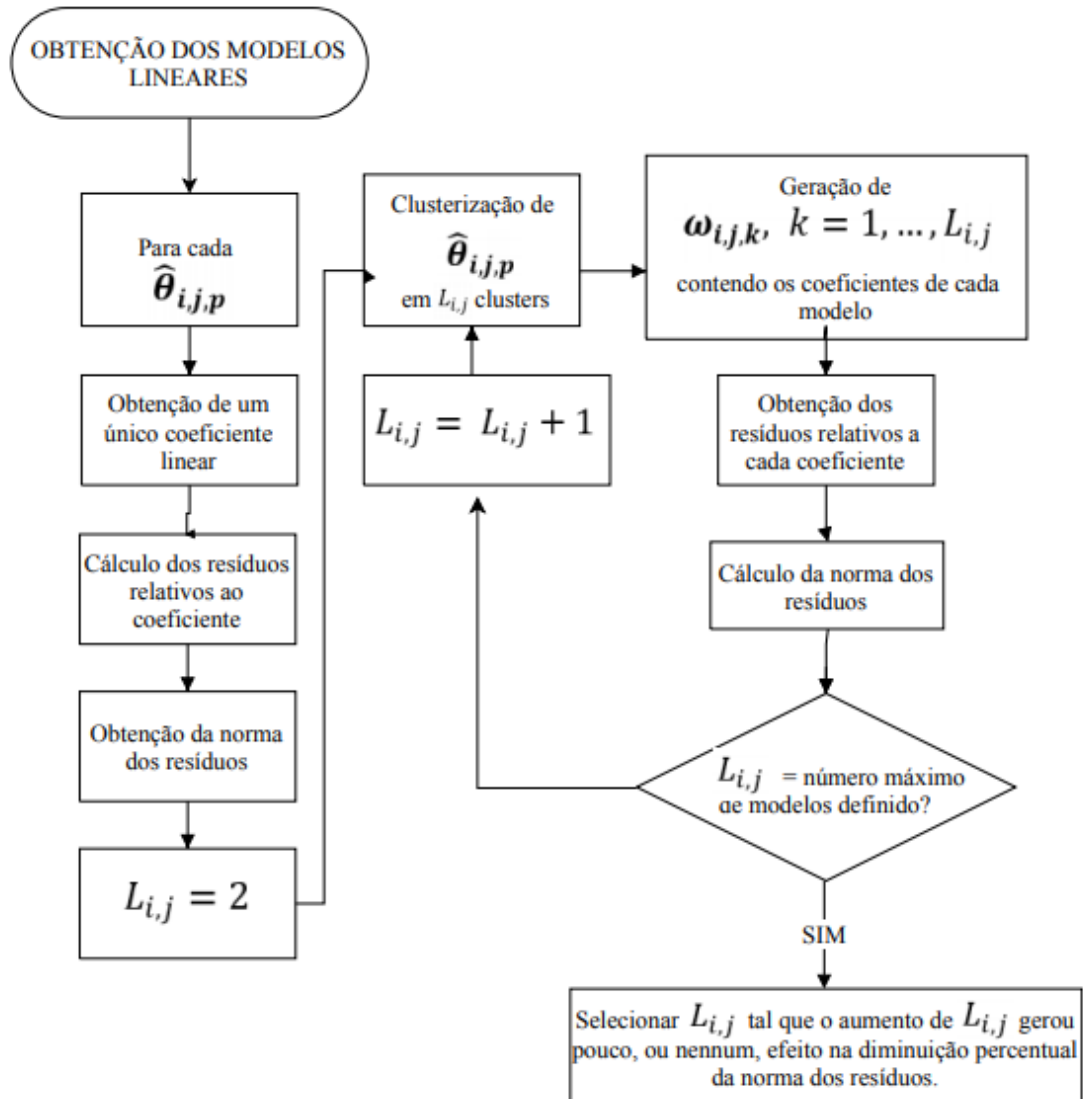 OBTENÇÃO DOS MODELOS
LINEARES
Para cada
θ̂i,j,p
Obtenção de um
único coeficiente
linear
Cálculo dos resíduos
relativos ao
coeficiente
Obtenção da norma
dos resíduos
Li,j = 2
Clusterização de
θ̂i,j,p
em Li,j clusters
Li,j = Li,j + 1
Geração de
ωi,j,k, k = 1, ..., Li,j
contendo os coeficientes de cada
modelo
Obtenção dos
resíduos relativos a
cada coeficiente
Cálculo da norma dos
resíduos
Li,j = número máximo
de modelos definido?
SIM
Selecionar Li,j tal que o aumento de Li,j gerou
pouco, ou nennum, efeito na diminuição percentual
da norma dos resíduos.